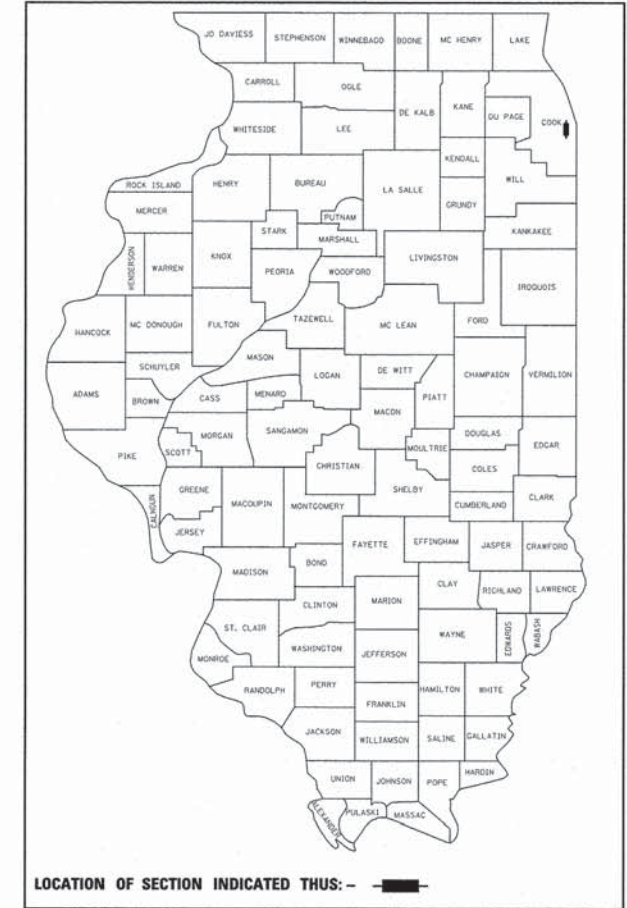 JO DAVIESS STEPHENSON WINNEBAGO BOONE MC HENRY LAKE
CARROLL OGLE DE KALB KANE DU PAGE COOK
WHITESIDE LEE
KENDALL WILL
ROCK ISLAND HENRY BUREAU LA SALLE
MERCER PUTNAM GRUNDY
STARK MARSHALL KANKAKEE
HENDERSON WARREN KNOX PEORIA WOODFORD LIVINGSTON IROQUOIS
HANCOCK MC DONOUGH FULTON TAZEWELL MC LEAN FORD
SCHUYLER MASON LOGAN DE WITT CHAMPAION VERMILION
ADAMS BROWN CASS MENARD MACON PIATT
MORGAN SANGAMON DOUGLAS EDGAR
PIKE SCOTT CHRISTIAN MOULTRIE COLES
GREENE MACOUPIN MONTGOMERY SHELBY CUMBERLAND CLARK
CALHOUN JERSEY
FAYETTE EFFINGHAM JASPER CRAWFORD
MADISON BOND CLAY RICHLAND LAWRENCE
CLINTON MARION
ST. CLAIR WAYNE EDWARDS WABASH
WASHINGTON JEFFERSON
MONROE
RANDOLPH PERRY HAMILTON WHITE
FRANKLIN
JACKSON WILLIAMSON SALINE GALLATIN
UNION JOHNSON POPE HARDIN
ALEXANDER PULASKI MASSAC
LOCATION OF SECTION INDICATED THUS: -